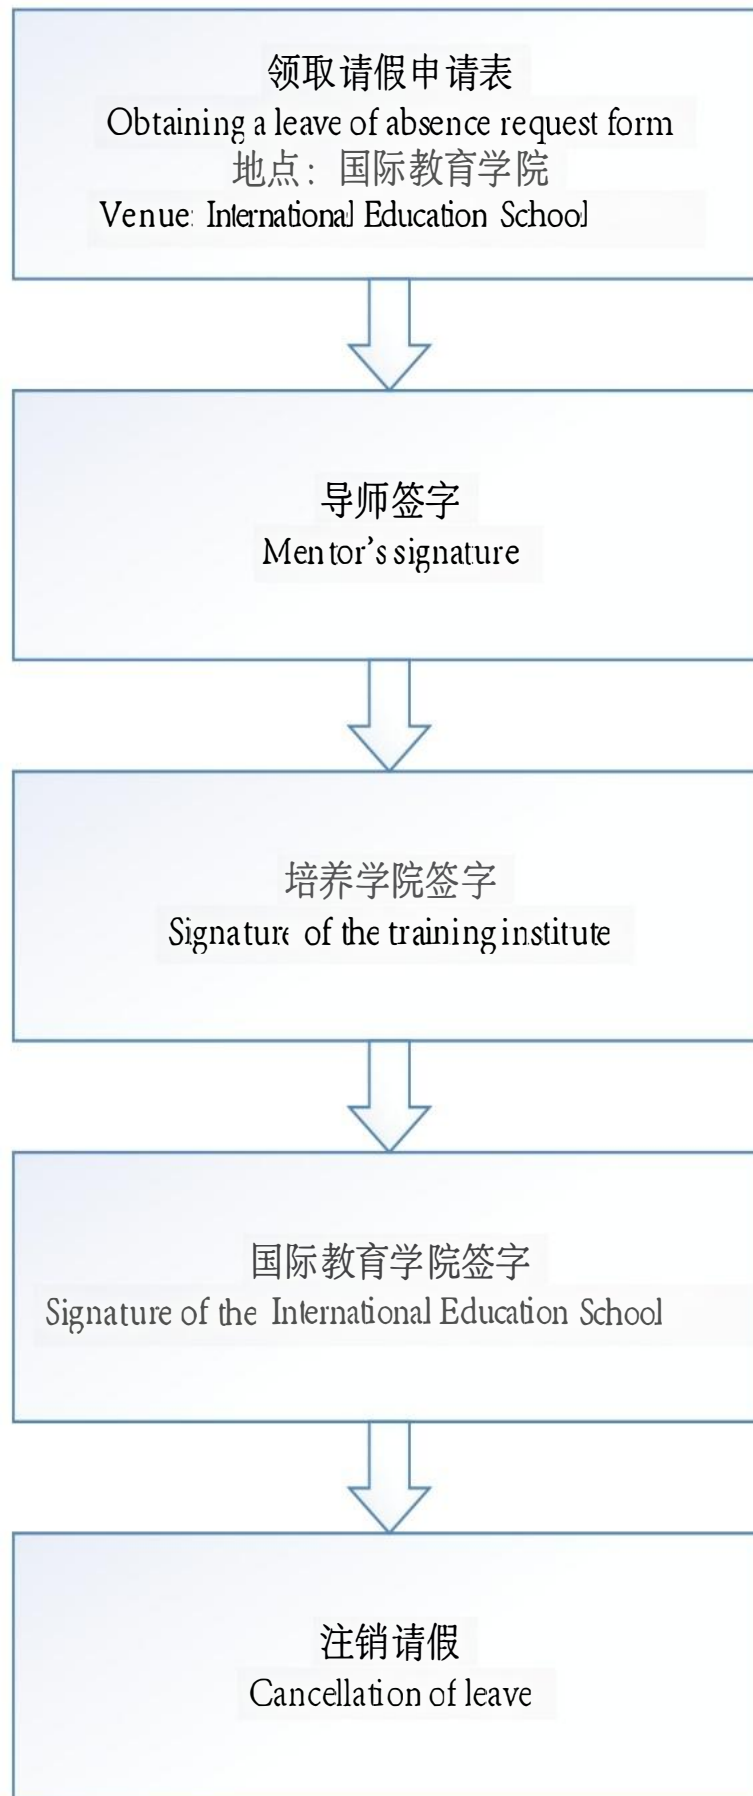 领取请假申请表
Obtaining a leave of absence request form
地点：国际教育学院
Venue: International Education School
导师签字
Mentor's signature
培养学院签字
Signature of the training institute
国际教育学院签字
Signature of the International Education School
注销请假
Cancellation of leave